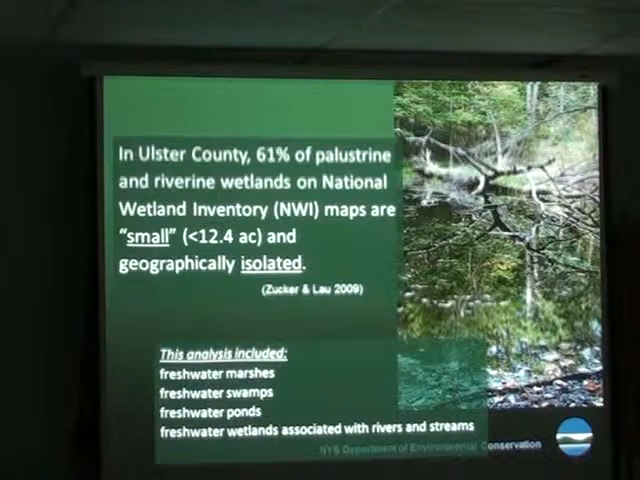 In Ulster County, 61% of palustrine
and riverine wetlands on National
Wetland Inventory (NWI) maps are
"small" (<12.4 ac) and
geographically isolated.
(Zucker & Lau 2009)
This analysis included:
freshwater marshes
freshwater swamps
freshwater ponds
freshwater wetlands associated with rivers and streams
NYS Department of Environmental Conservation